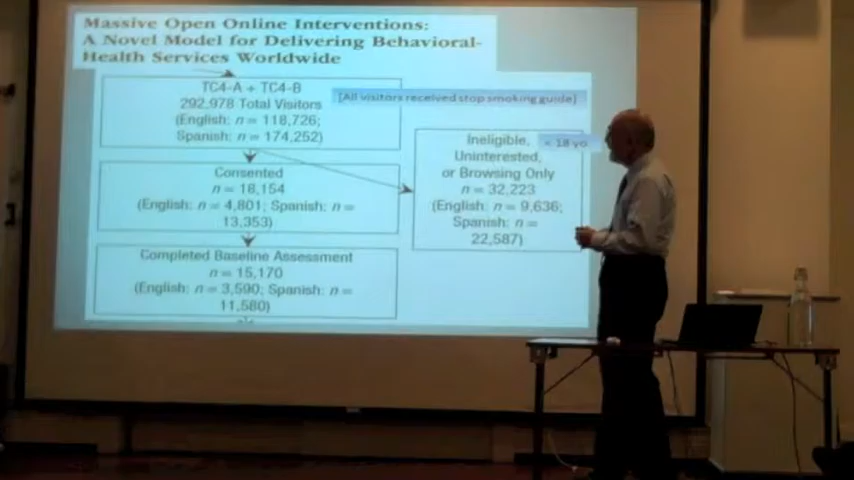 Massive Open Online Interventions:
A Novel Model for Delivering Behavioral-
Health Services Worldwide
TC4-A + TC4-B
292,978 Total Visitors
(English: n = 118,726;
Spanish: n = 174,252)
[All visitors received stop smoking guide]
Consented
n = 18,154
(English: n = 4,801; Spanish: n =
13,353)
Ineligible,
Uninterested,
or Browsing Only
n = 32,223
(English: n = 9,636;
Spanish: n =
22,587)
< 18 yo
Completed Baseline Assessment
n = 15,170
(English: n = 3,590; Spanish: n =
11,580)